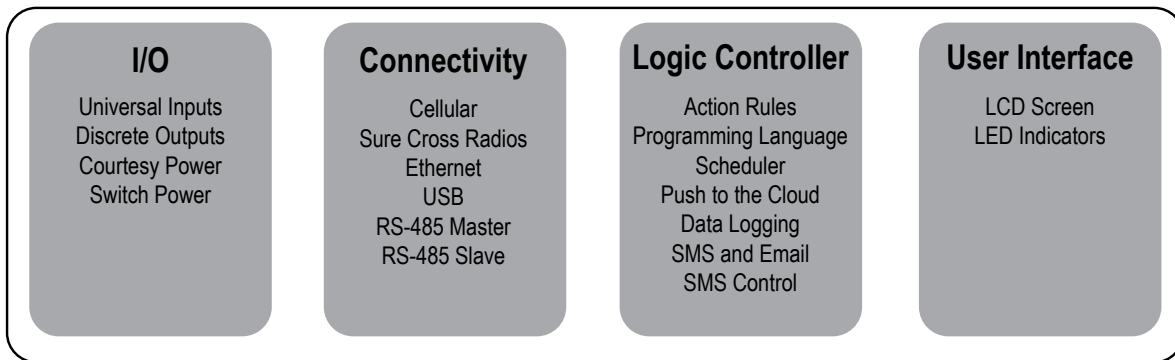 I/O
Universal Inputs
Discrete Outputs
Courtesy Power
Switch Power
Connectivity
Cellular
Sure Cross Radios
Ethernet
USB
RS-485 Master
RS-485 Slave
Logic Controller
Action Rules
Programming Language
Scheduler
Push to the Cloud
Data Logging
SMS and Email
SMS Control
User Interface
LCD Screen
LED Indicators